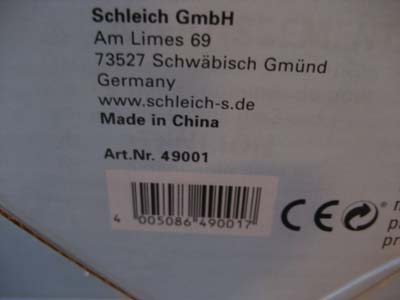 Schleich GmbH
Am Limes 69
73527 Schwäbisch Gmünd
Germany
www.schleich-s.de
Made in China
Art.Nr. 49001
4 005086 490017
CE